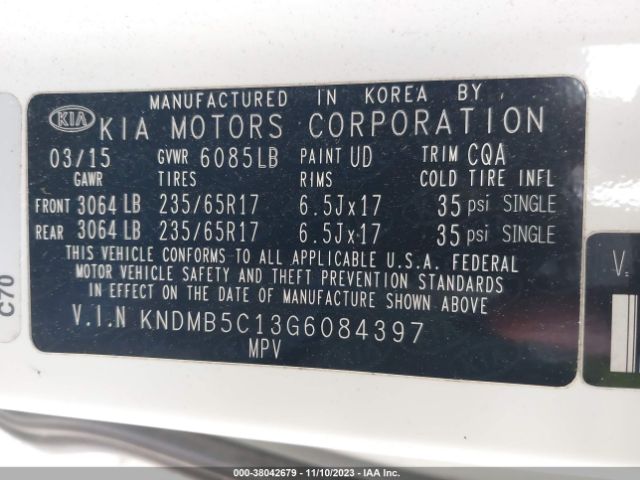 MANUFACTURED IN KOREA BY
KIA KIA MOTORS CORPORATION
03/15 GVWR 6085LB PAINT UD TRIM CQA
GAWR TIRES RIMS COLD TIRE INFL
FRONT 3064 LB 235/65R17 6.5Jx17 35 psi SINGLE
REAR 3064 LB 235/65R17 6.5Jx17 35 psi SINGLE
THIS VEHICLE CONFORMS TO ALL APPLICABLE U.S.A. FEDERAL
MOTOR VEHICLE SAFETY AND THEFT PREVENTION STANDARDS
IN EFFECT ON THE DATE OF MANUFACTURE SHOWN ABOVE
V.I.N KNDMB5C13G6084397
MPV
C70
V.
000-38042679 - 11/10/2023 - IAA Inc.